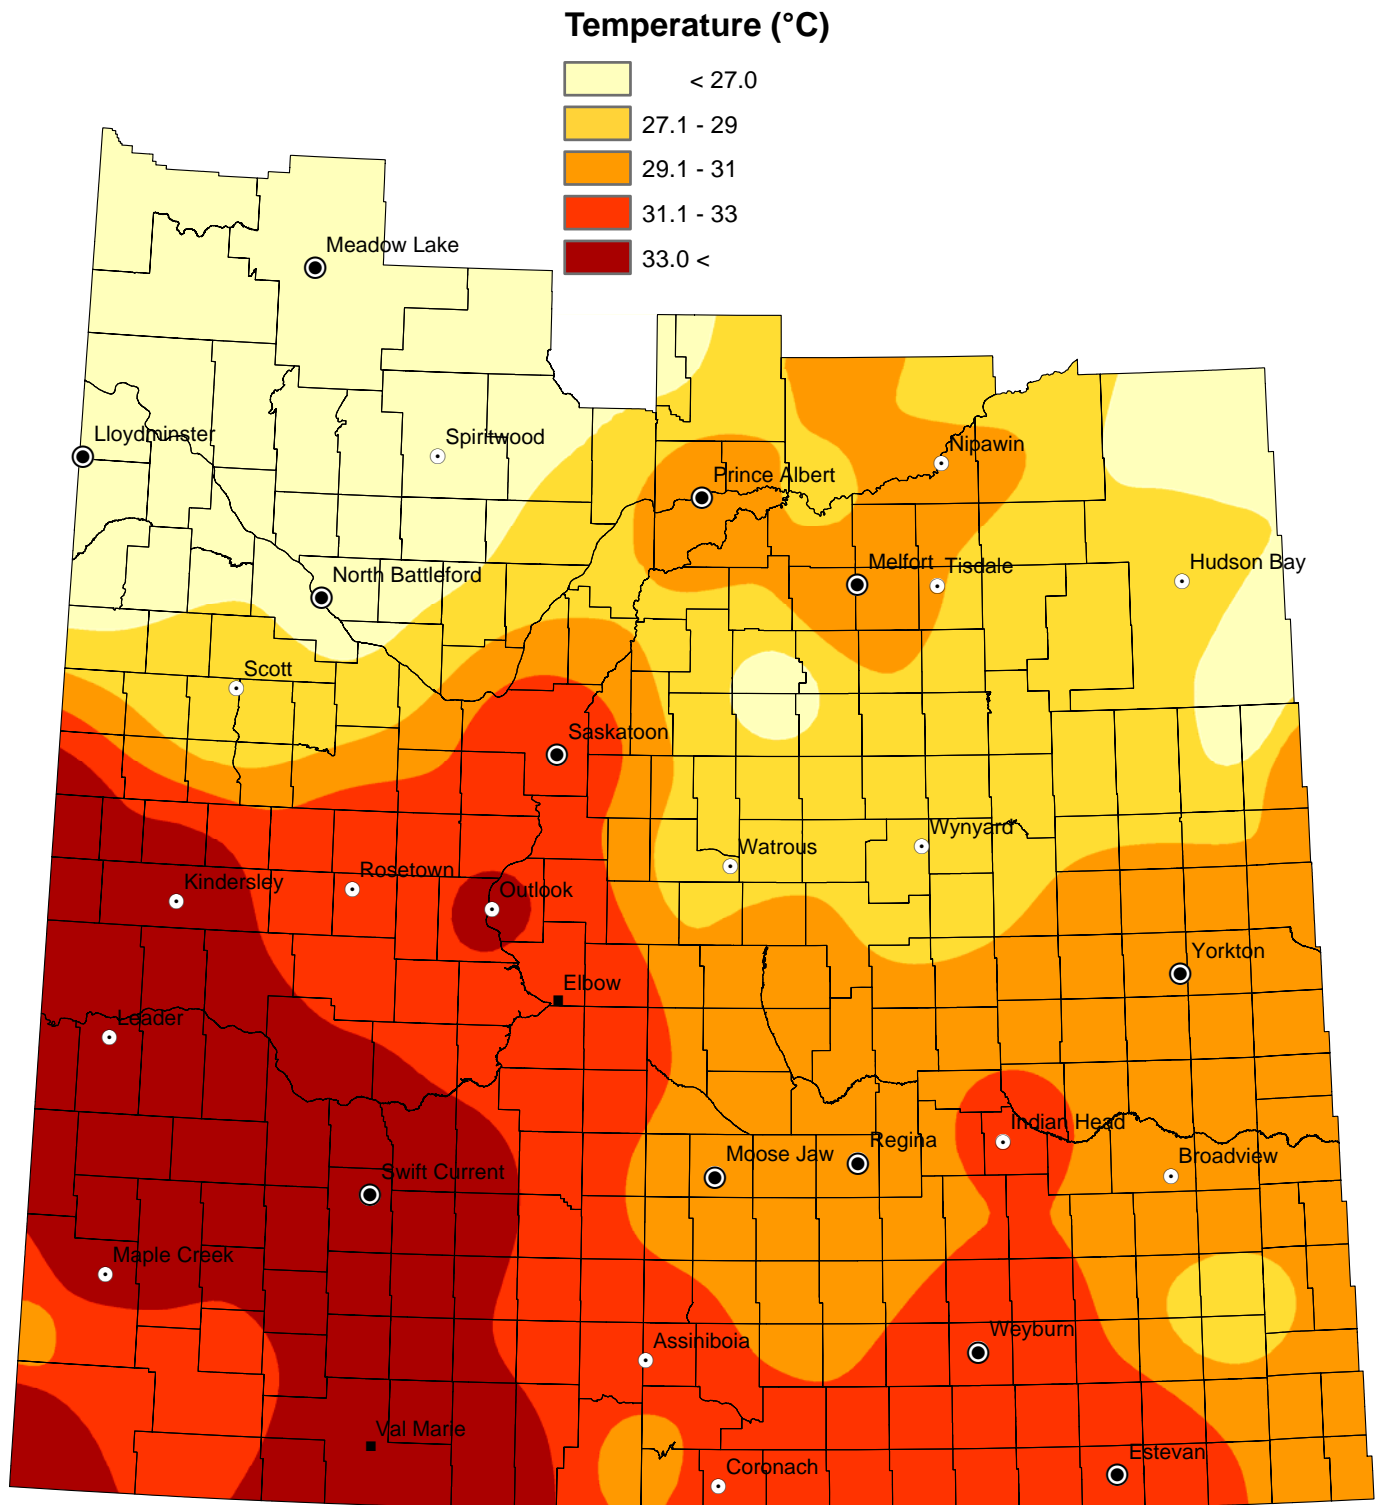 Temperature (°C)
< 27.0
27.1 - 29
29.1 - 31
31.1 - 33
33.0 <
Meadow Lake
Lloydminster
Spiritwood
Nipawin
Prince Albert
Hudson Bay
Melfort
Tisdale
North Battleford
Scott
Saskatoon
Wynyard
Watrous
Rosetown
Kindersley
Outlook
Yorkton
Elbow
Leader
Indian Head
Regina
Moose Jaw
Broadview
Swift Current
Maple Creek
Weyburn
Assiniboia
Val Marie
Estevan
Coronach